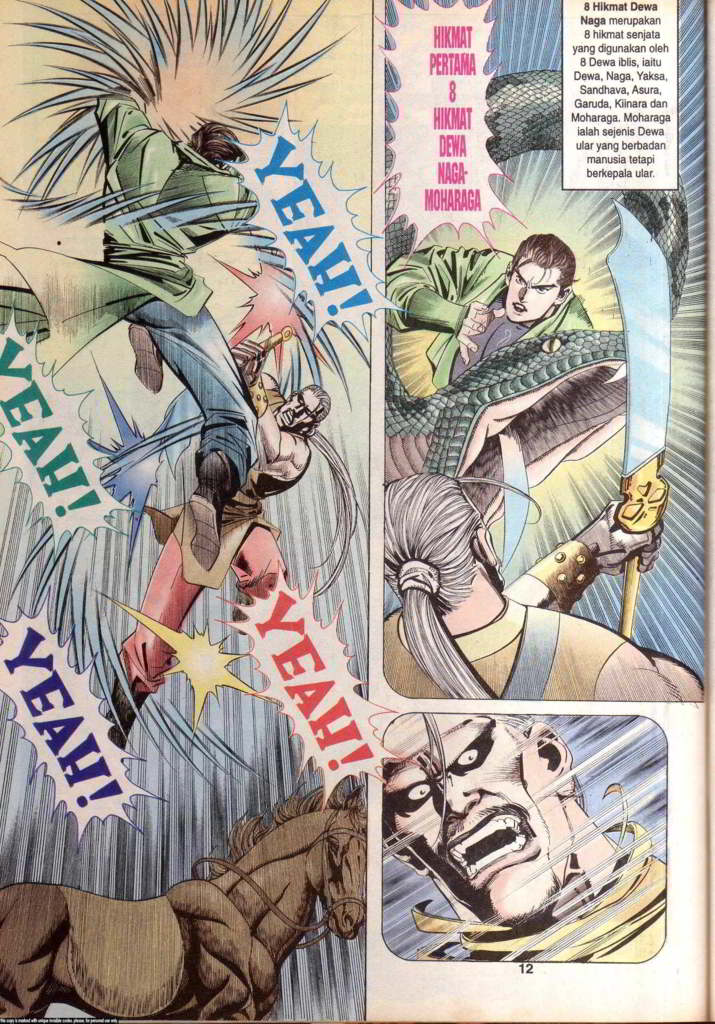 YEAH!
YEAH!
YEAH!
YEAH!
HIKMAT
PERTAMA
8
HIKMAT
DEWA
NAGA-
MOHARAGA
8 Hikmat Dewa
Naga merupakan
8 hikmat senjata
yang digunakan oleh
8 Dewa iblis, iaitu
Dewa, Naga, Yaksa,
Sandhava, Asura,
Garuda, Kiinara dan
Moharaga. Moharaga
ialah sejenis Dewa
ular yang berbadan
manusia tetapi
berkepala ular.
12